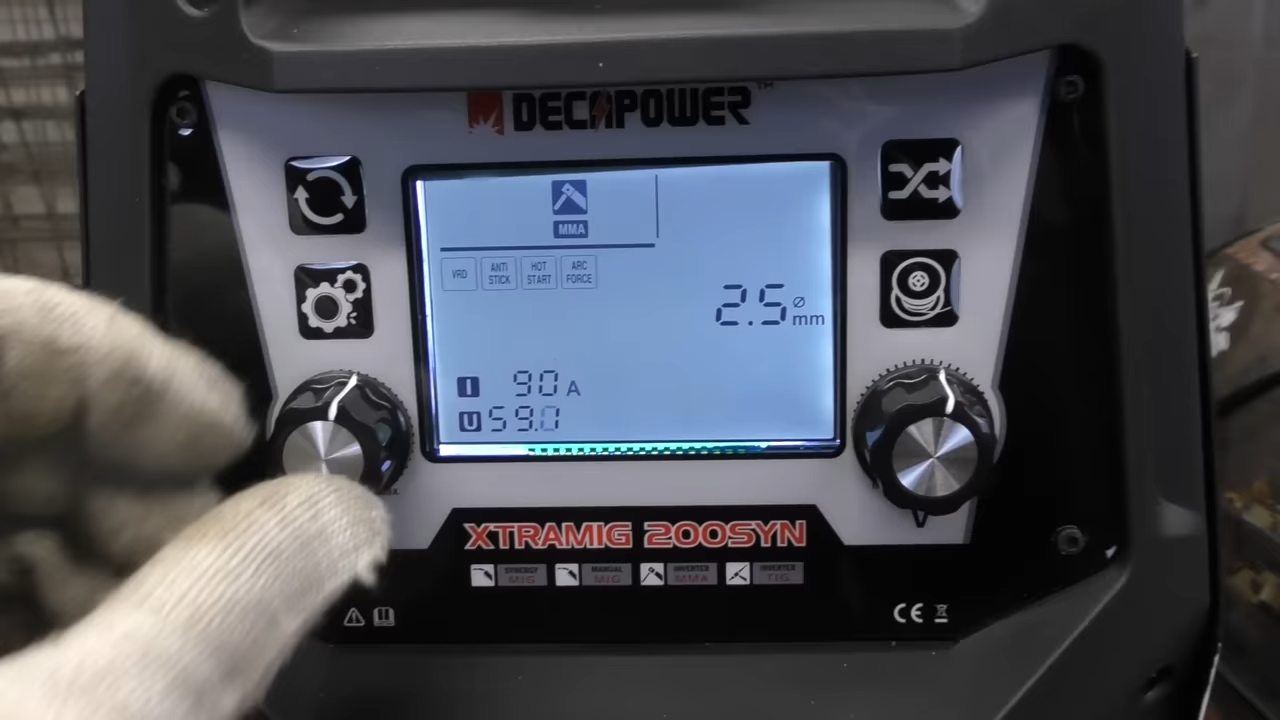 DECAPOWER™
MMA
VRD
ANTI
STICK
HOT
START
ARC
FORCE
2.5 ø
mm
I 90 A
U 59.0
V
XTRAMIG 200SYN
SYNERGY
MIG
MANUAL
MIG
INVERTER
MMA
INVERTER
TIG
CE